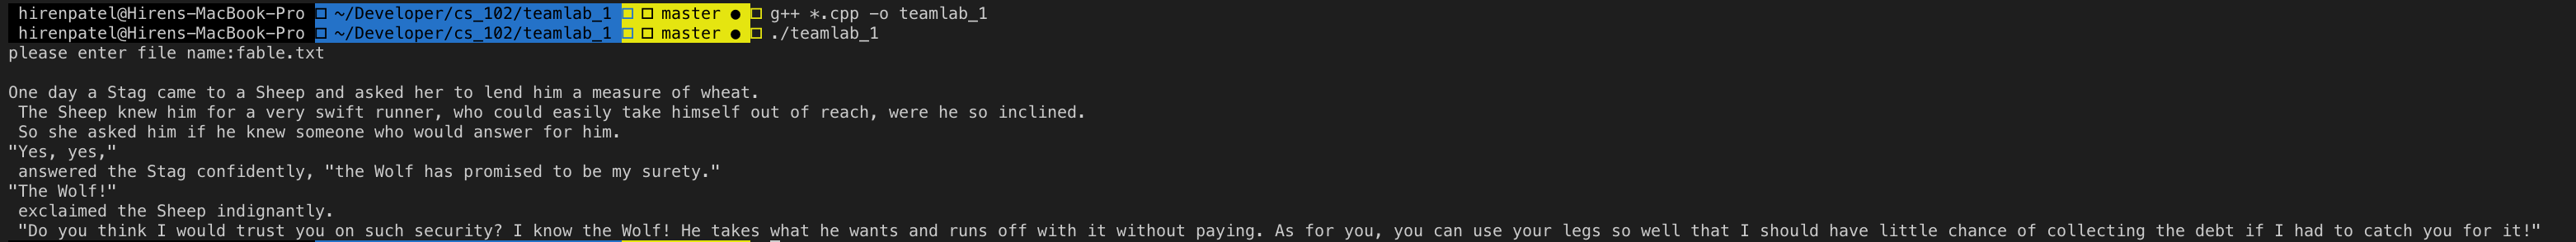 hirenpatel@Hirens-MacBook-Pro □ ~/Developer/cs_102/teamlab_1 □ □ master ● □ g++ *.cpp -o teamlab_1
hirenpatel@Hirens-MacBook-Pro □ ~/Developer/cs_102/teamlab_1 □ □ master ● □ ./teamlab_1
please enter file name:fable.txt
One day a Stag came to a Sheep and asked her to lend him a measure of wheat.
The Sheep knew him for a very swift runner, who could easily take himself out of reach, were he so inclined.
So she asked him if he knew someone who would answer for him.
"Yes, yes,"
answered the Stag confidently, "the Wolf has promised to be my surety."
"The Wolf!"
exclaimed the Sheep indignantly.
"Do you think I would trust you on such security? I know the Wolf! He takes what he wants and runs off with it without paying. As for you, you can use your legs so well that I should have little chance of collecting the debt if I had to catch you for it!"